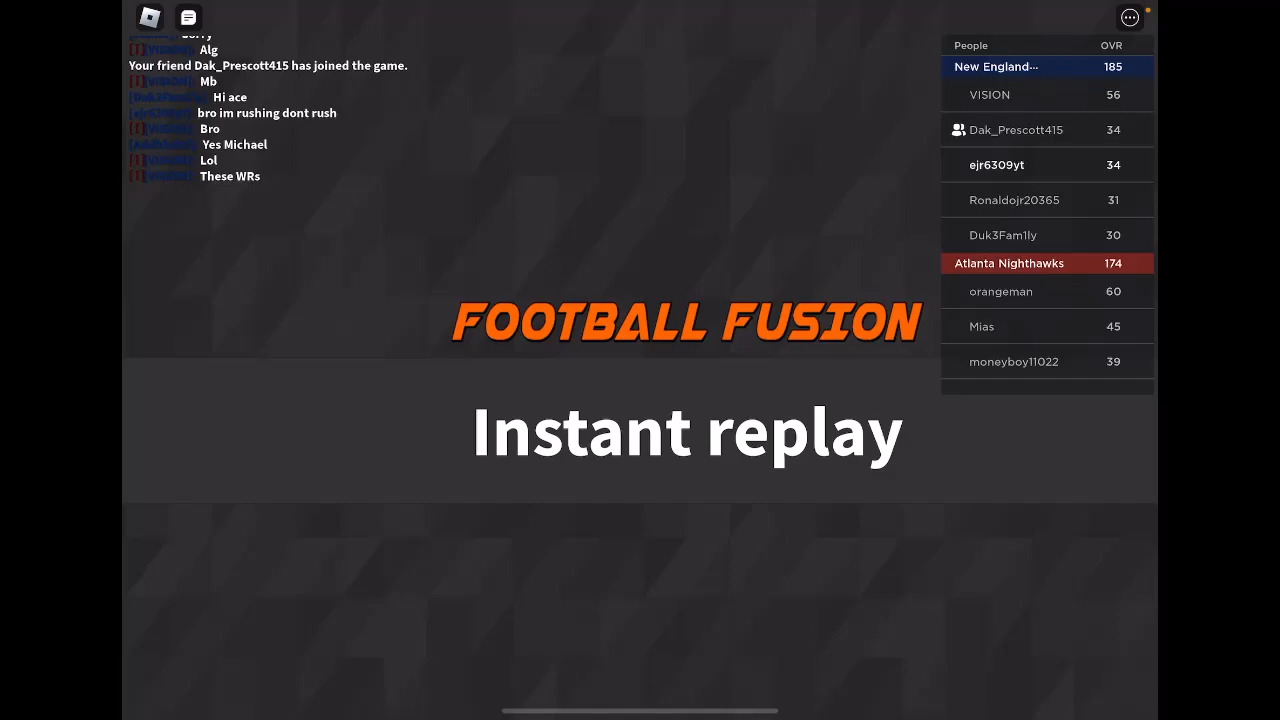 Alg
Your friend Dak_Prescott415 has joined the game.
Mb
Hi ace
bro im rushing dont rush
Bro
Yes Michael
Lol
These WRs
People OVR
New England... 185
VISION 56
Dak_Prescott415 34
ejr6309yt 34
Ronaldojr20365 31
Duk3Fam1ly 30
Atlanta Nighthawks 174
orangeman 60
Mias 45
moneyboy11022 39
FOOTBALL FUSION
Instant replay